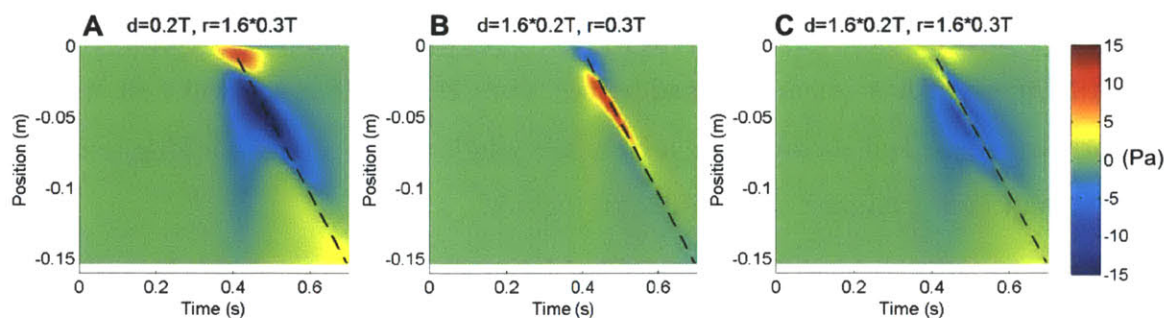 A d=0.2T, r=1.6*0.3T
B d=1.6*0.2T, r=0.3T
C d=1.6*0.2T, r=1.6*0.3T
Position (m)
0
-0.05
-0.1
-0.15
0 0.2 0.4 0.6
Time (s)
Position (m)
0
-0.05
-0.1
-0.15
0 0.2 0.4 0.6
Time (s)
Position (m)
0
-0.05
-0.1
-0.15
0 0.2 0.4 0.6
Time (s)
15
10
5
0
-5
-10
-15
(Pa)